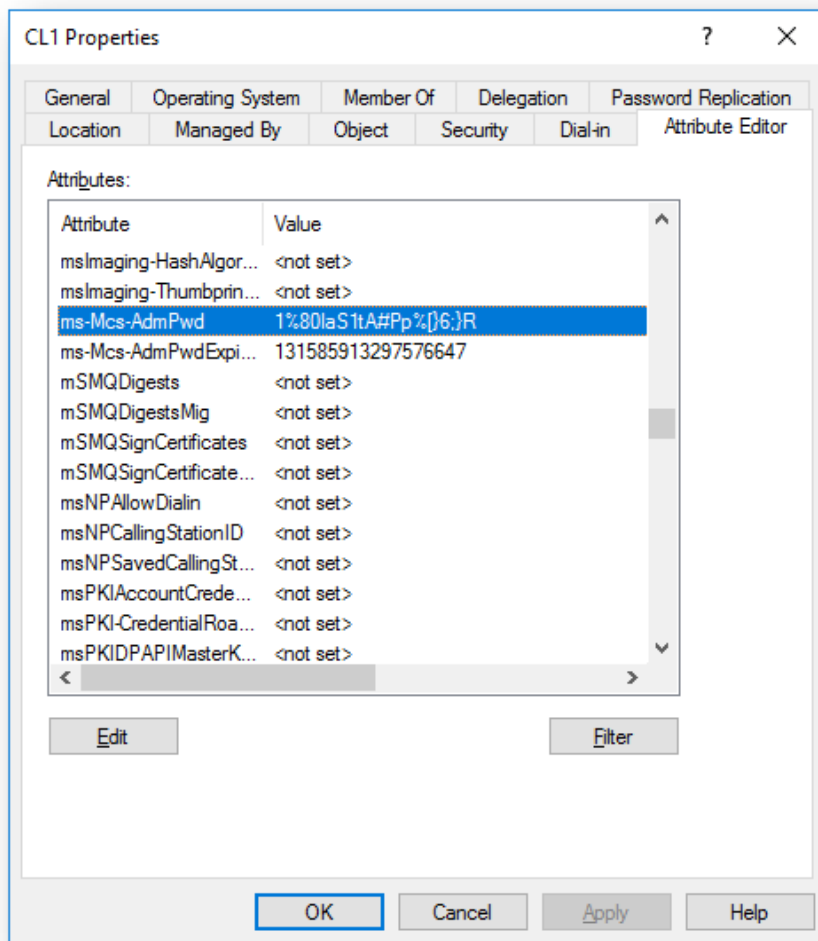 CL1 Properties
General Operating System Member Of Delegation Password Replication
Location Managed By Object Security Dial-in Attribute Editor
Attributes:
Attribute Value
msImaging-HashAlgor... <not set>
msImaging-Thumbprin... <not set>
ms-Mcs-AdmPwd 1%80IaS1tA#Pp%[}6;}R
ms-Mcs-AdmPwdExpi... 131585913297576647
mSMQDigests <not set>
mSMQDigestsMig <not set>
mSMQSignCertificates <not set>
mSMQSignCertificate... <not set>
msNPAllowDialin <not set>
msNPCallingStationID <not set>
msNPSavedCallingSt... <not set>
msPKIAccountCrede... <not set>
msPKI-CredentialRoa... <not set>
msPKIDPAPIMasterK... <not set>
Edit Filter
OK Cancel Apply Help